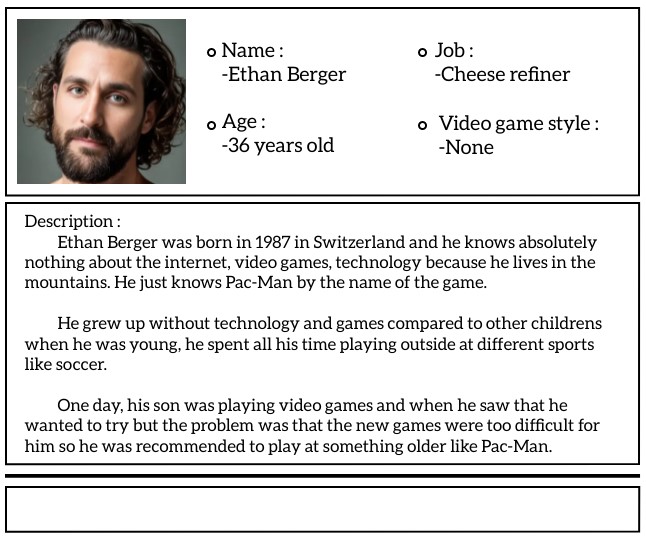 Name :
-Ethan Berger
Job :
-Cheese refiner
Age :
-36 years old
Video game style :
-None
Description :
Ethan Berger was born in 1987 in Switzerland and he knows absolutely
nothing about the internet, video games, technology because he lives in the
mountains. He just knows Pac-Man by the name of the game.
He grew up without technology and games compared to other childrens
when he was young, he spent all his time playing outside at different sports
like soccer.
One day, his son was playing video games and when he saw that he
wanted to try but the problem was that the new games were too difficult for
him so he was recommended to play at something older like Pac-Man.